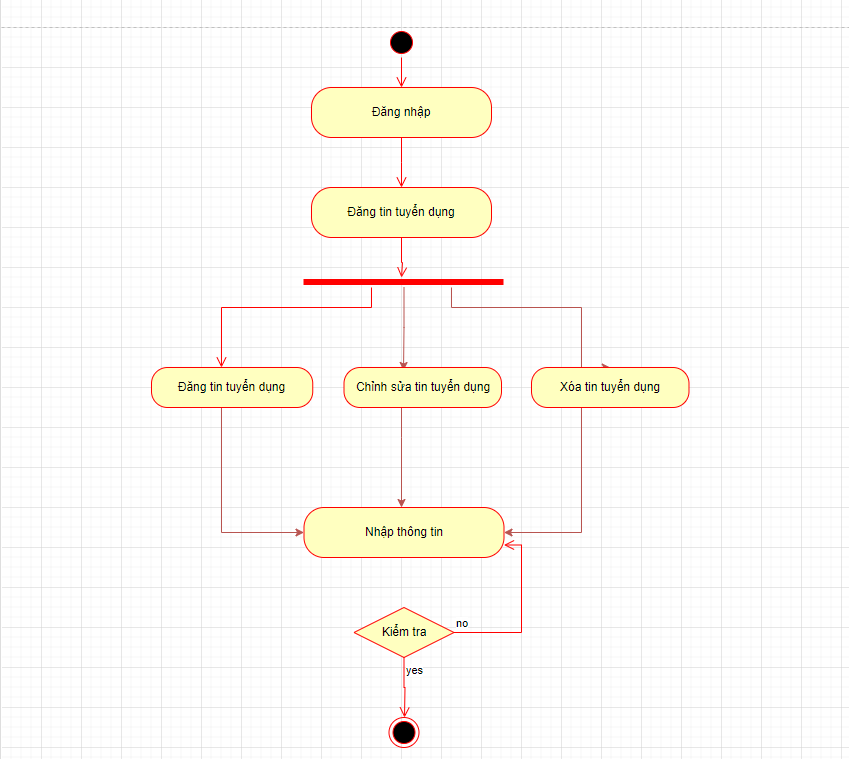 Đăng nhập
Đăng tin tuyển dụng
Đăng tin tuyển dụng
Chỉnh sửa tin tuyển dụng
Xóa tin tuyển dụng
Nhập thông tin
Kiểm tra
no
yes